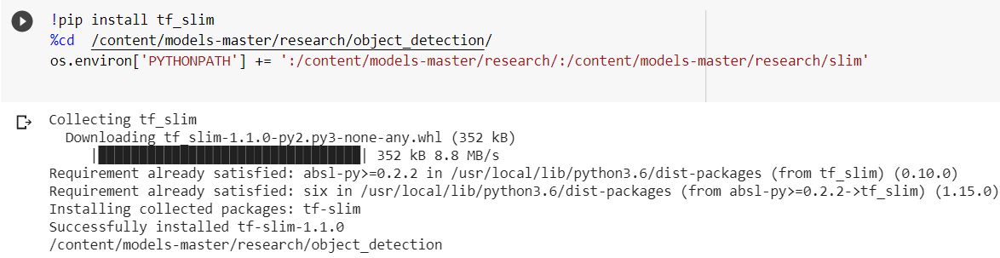 !pip install tf_slim
%cd  /content/models-master/research/object_detection/
os.environ['PYTHONPATH'] += ':/content/models-master/research/:/content/models-master/research/slim'
Collecting tf_slim
  Downloading tf_slim-1.1.0-py2.py3-none-any.whl (352 kB)
     |████████████████████████████████| 352 kB 8.8 MB/s
Requirement already satisfied: absl-py>=0.2.2 in /usr/local/lib/python3.6/dist-packages (from tf_slim) (0.10.0)
Requirement already satisfied: six in /usr/local/lib/python3.6/dist-packages (from absl-py>=0.2.2->tf_slim) (1.15.0)
Installing collected packages: tf-slim
Successfully installed tf-slim-1.1.0
/content/models-master/research/object_detection